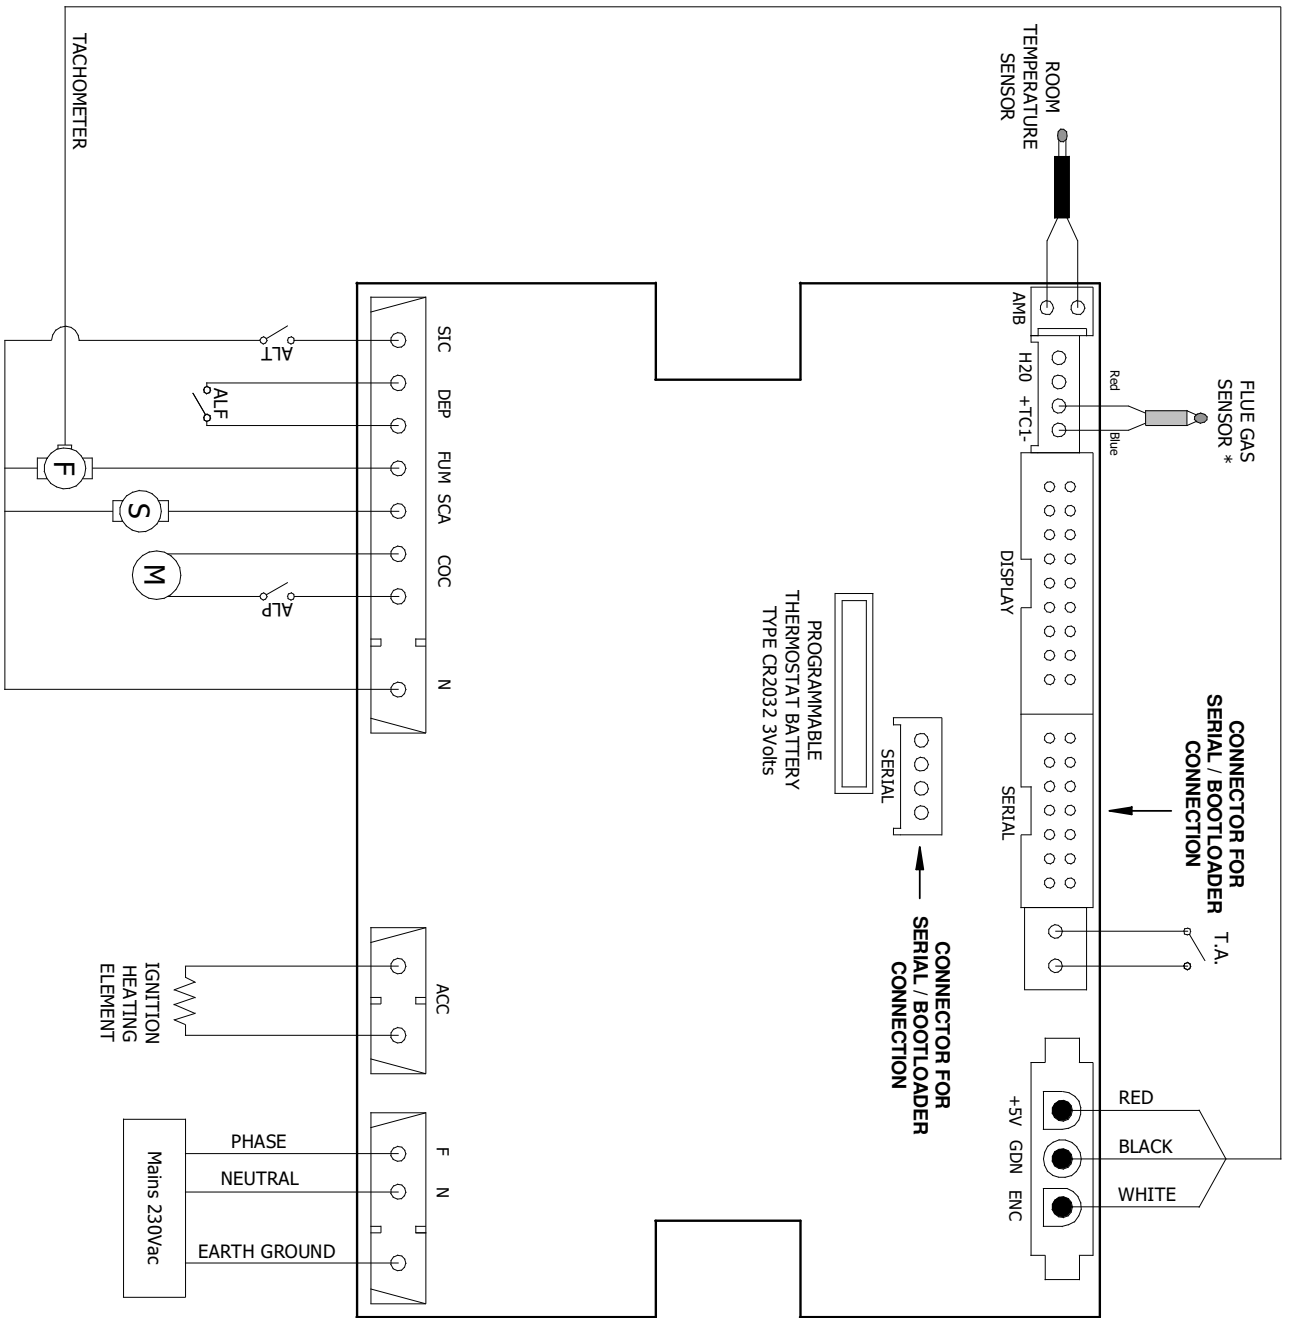 TACHOMETER
ROOM
TEMPERATURE
SENSOR
FLUE GAS
SENSOR *
Red
Blue
AMB
H20
+TC1-
DISPLAY
SERIAL
CONNECTOR FOR
SERIAL / BOOTLOADER
CONNECTION
T.A.
PROGRAMMABLE
THERMOSTAT BATTERY
TYPE CR2032 3Volts
SERIAL
CONNECTOR FOR
SERIAL / BOOTLOADER
CONNECTION
+5V
GDN
ENC
RED
BLACK
WHITE
SIC
DEP
FUM
SCA
COC
N
ALT
ALF
F
S
M
ALP
ACC
IGNITION
HEATING
ELEMENT
F
N
PHASE
NEUTRAL
EARTH GROUND
Mains 230Vac